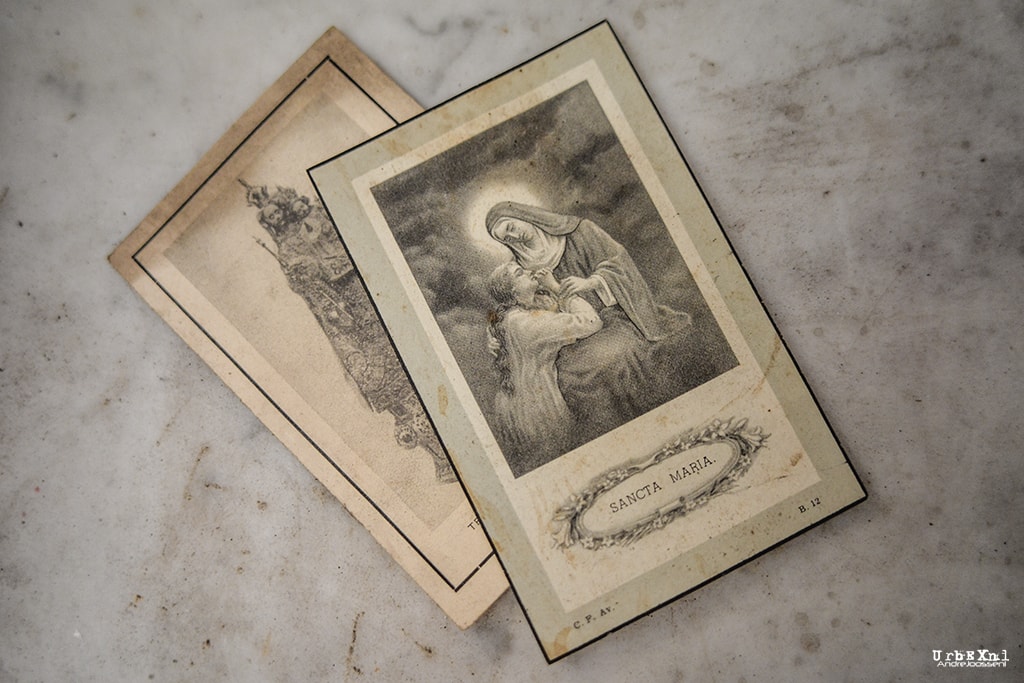 SANCTA MARIA.
B. 12
C. P. Av.
UrbEXnl
AndreJoosse